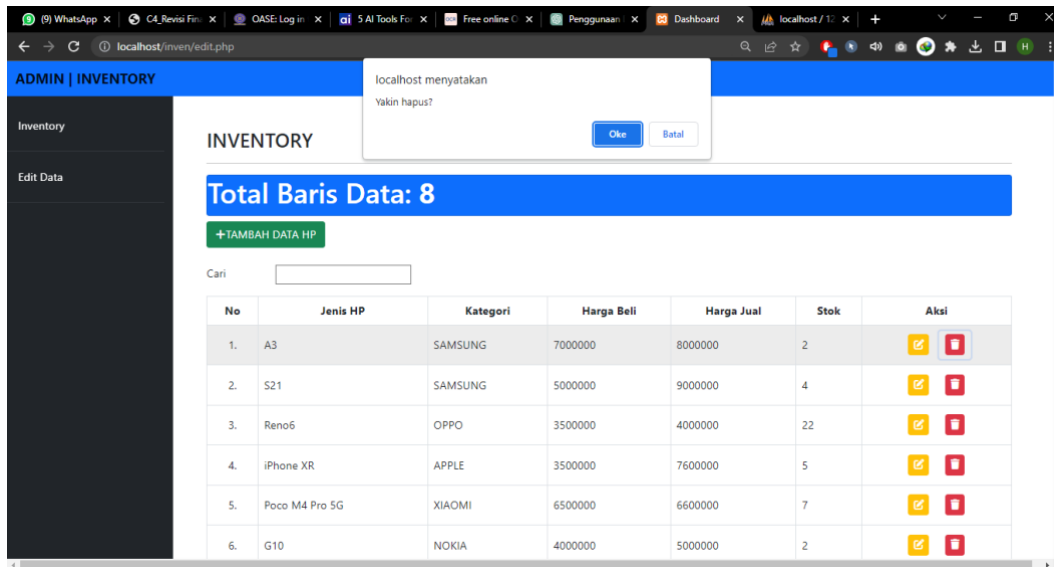 (9) WhatsApp C4_Revisi Fin OASE: Log in 5 AI Tools For Free online O Penggunaan Dashboard localhost / 12
localhost/inven/edit.php H
ADMIN | INVENTORY
localhost menyatakan
Yakin hapus?
Oke Batal
Inventory
Edit Data
INVENTORY
Total Baris Data: 8
+TAMBAH DATA HP
Cari
No Jenis HP Kategori Harga Beli Harga Jual Stok Aksi
1. A3 SAMSUNG 7000000 8000000 2
2. S21 SAMSUNG 5000000 9000000 4
3. Reno6 OPPO 3500000 4000000 22
4. iPhone XR APPLE 3500000 7600000 5
5. Poco M4 Pro 5G XIAOMI 6500000 6600000 7
6. G10 NOKIA 4000000 5000000 2